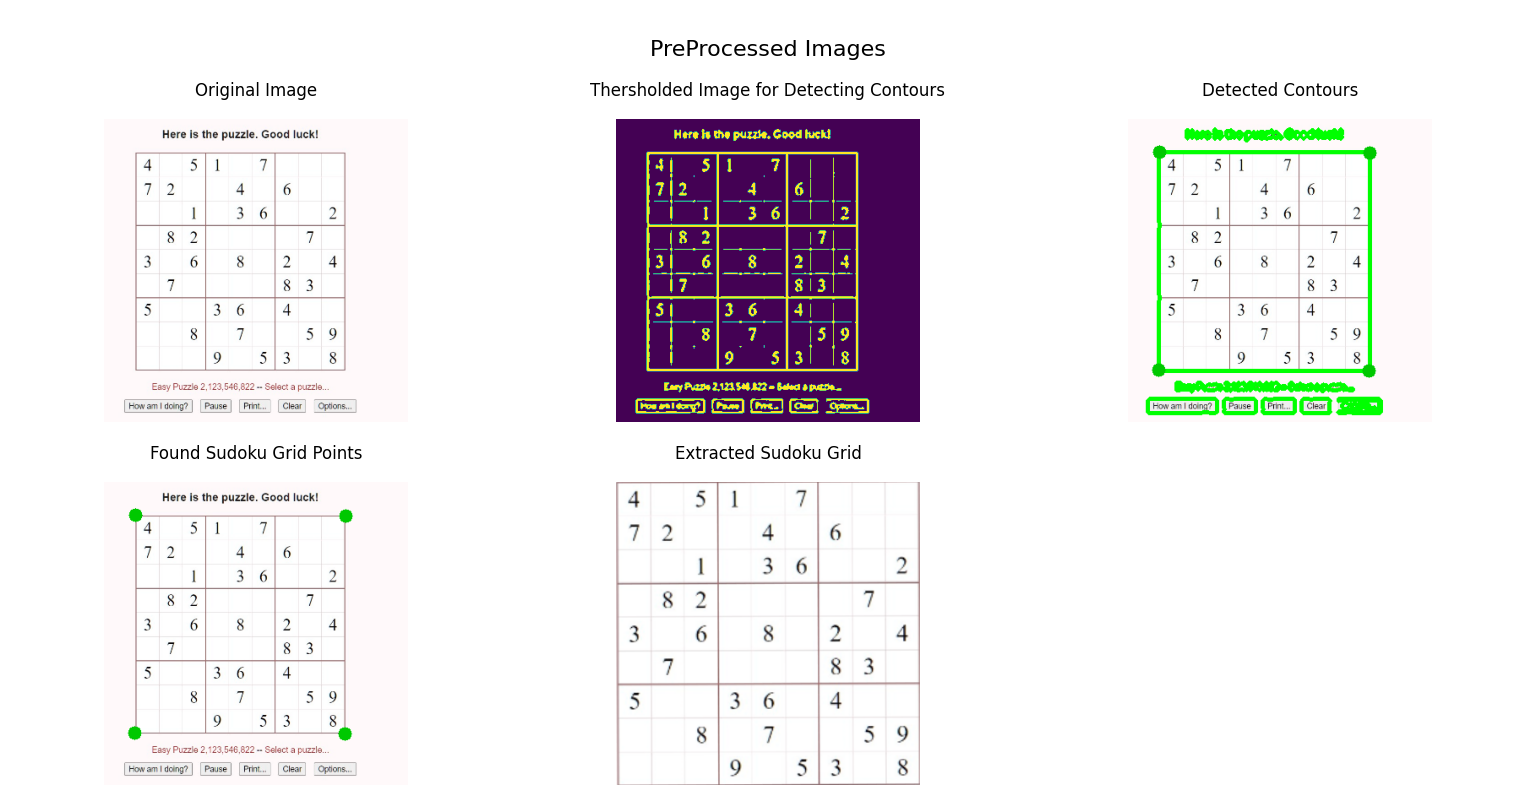 PreProcessed Images
Original Image
Thersholded Image for Detecting Contours
Detected Contours
Here is the puzzle. Good luck!
4 5 1 7
7 2 4 6
1 3 6 2
8 2 7
3 6 8 2 4
7 8 3
5 3 6 4
8 7 5 9
9 5 3 8
Easy Puzzle 2,123,546,822 -- Select a puzzle...
How am I doing? Pause Print... Clear Options...
Here is the puzzle. Good luck!
4 5 1 7
7 2 4 6
1 3 6 2
8 2 7
3 6 8 2 4
7 8 3
5 3 6 4
8 7 5 9
9 5 3 8
Easy Puzzle 2,123,546,822 -- Select a puzzle...
How am I doing? Pause Print... Clear Options...
Here is the puzzle. Good luck!
4 5 1 7
7 2 4 6
1 3 6 2
8 2 7
3 6 8 2 4
7 8 3
5 3 6 4
8 7 5 9
9 5 3 8
How am I doing? Pause Print... Clear
Found Sudoku Grid Points
Extracted Sudoku Grid
Here is the puzzle. Good luck!
4 5 1 7
7 2 4 6
1 3 6 2
8 2 7
3 6 8 2 4
7 8 3
5 3 6 4
8 7 5 9
9 5 3 8
Easy Puzzle 2,123,546,822 -- Select a puzzle...
How am I doing? Pause Print... Clear Options...
4 5 1 7
7 2 4 6
1 3 6 2
8 2 7
3 6 8 2 4
7 8 3
5 3 6 4
8 7 5 9
9 5 3 8